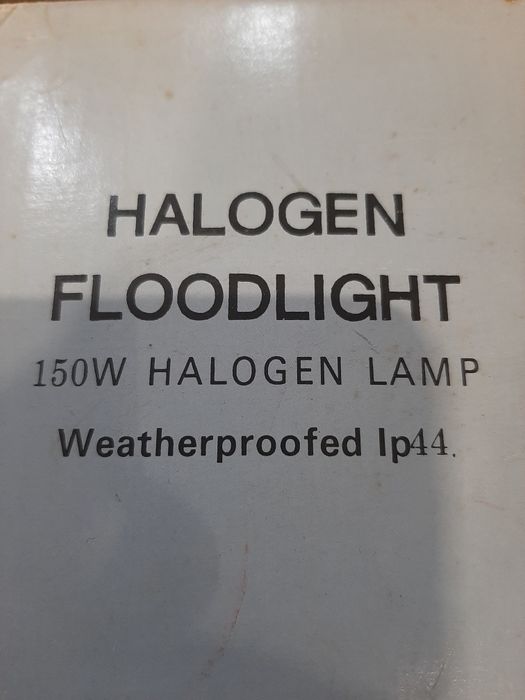 HALOGEN
FLOODLIGHT
150W HALOGEN LAMP
Weatherproofed Ip44.